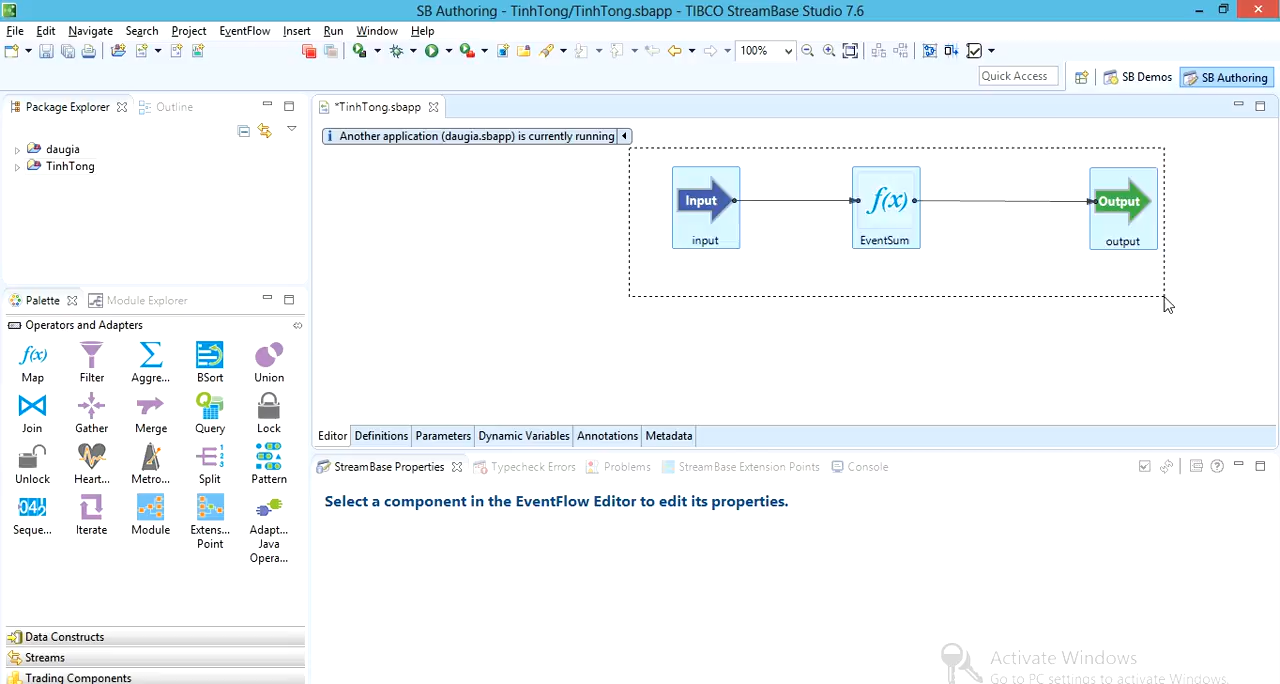 SB Authoring - TinhTong/TinhTong.sbapp - TIBCO StreamBase Studio 7.6
File Edit Navigate Search Project EventFlow Insert Run Window Help
100%
Quick Access SB Demos SB Authoring
Package Explorer Outline
daugia
TinhTong
*TinhTong.sbapp
i Another application (daugia.sbapp) is currently running
Input f(x) Output
input EventSum output
Editor Definitions Parameters Dynamic Variables Annotations Metadata
Palette Module Explorer
Operators and Adapters
f(x)
Map Filter Aggre... BSort Union
Join Gather Merge Query Lock
Unlock Heart... Metro... Split Pattern
Seque... Iterate Module Extens... Point Adapt... Java Opera...
Data Constructs
Streams
Trading Components
StreamBase Properties Typecheck Errors Problems StreamBase Extension Points Console
Select a component in the EventFlow Editor to edit its properties.
Activate Windows
Go to PC settings to activate Windows.